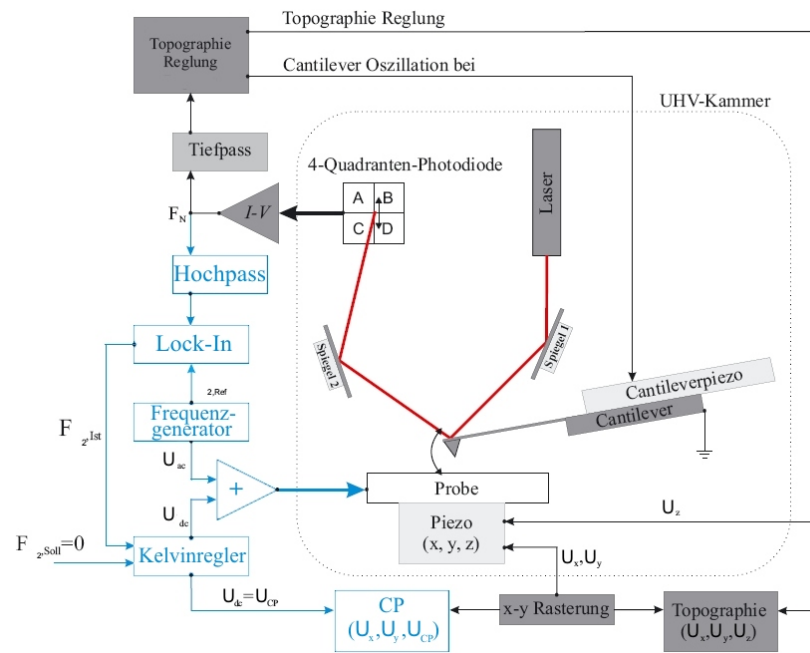 Topographie Reglung
Topographie
Reglung
Cantilever Oszillation bei
UHV-Kammer
Tiefpass
4-Quadranten-Photodiode
A B
C D
Laser
F_N
I-V
Hochpass
Spiegel 1
Spiegel 2
Lock-In
Cantileverpiezo
Cantilever
2,Ref
Frequenz-
generator
F_2,Ist
U_ac
+
Probe
U_dc
U_z
Piezo
(x, y, z)
F_2,Soll=0
Kelvinregler
U_x,U_y
U_dc=U_CP
CP
(U_x,U_y,U_CP)
x-y Rasterung
Topographie
(U_x,U_y,U_z)